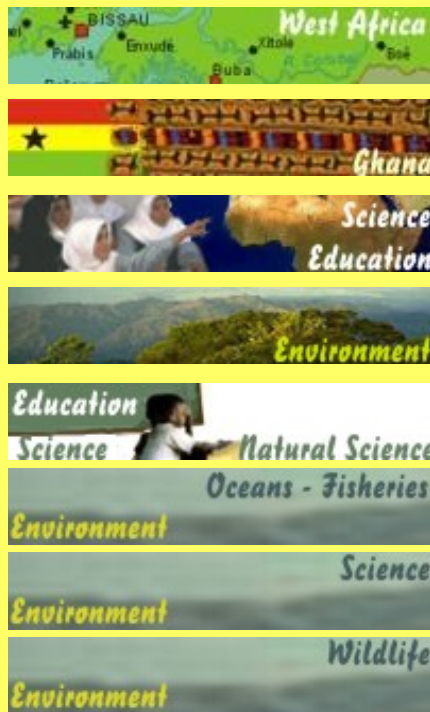 BISSAU
West Africa
Prábis
Enxudé
Xitole
Boé
Buba
Ghana
Science
Education
Environment
Education
Science Natural Science
Oceans - Fisheries
Environment
Science
Environment
Wildlife
Environment